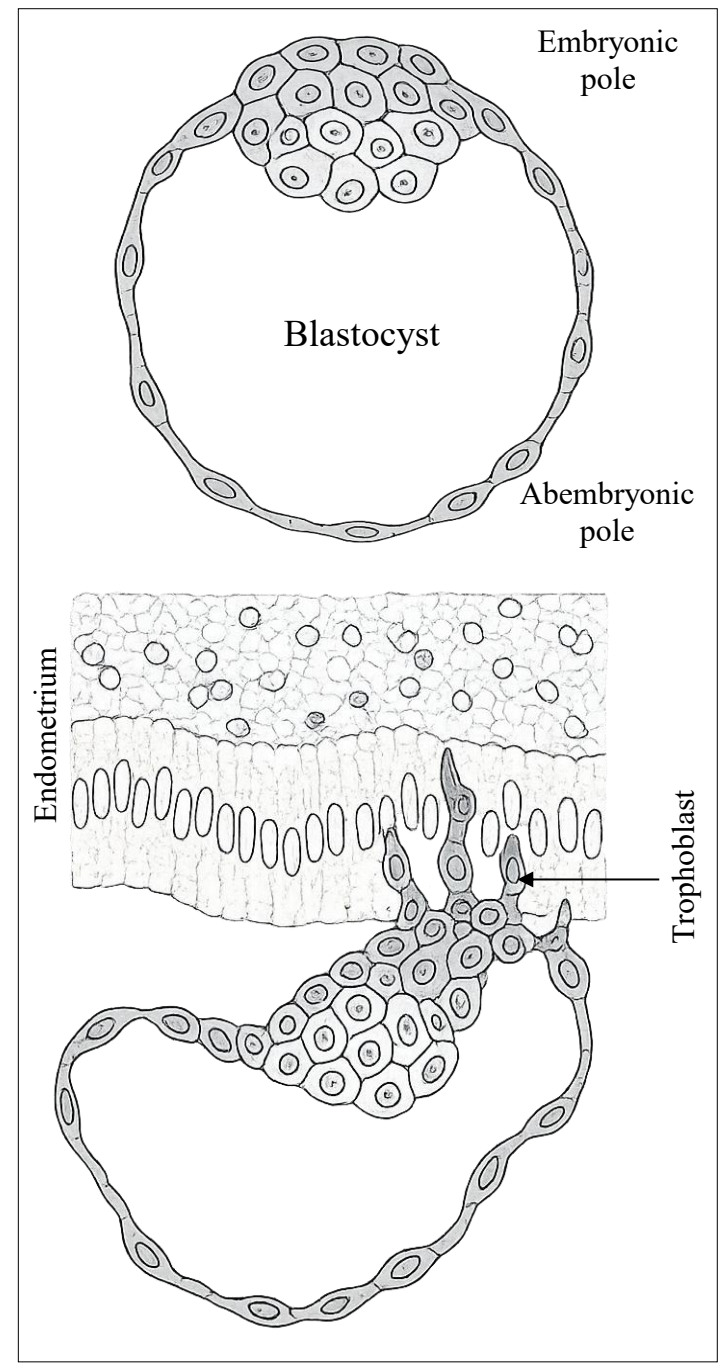 Embryonic
pole
Blastocyst
Abembryonic
pole
Endometrium
Trophoblast